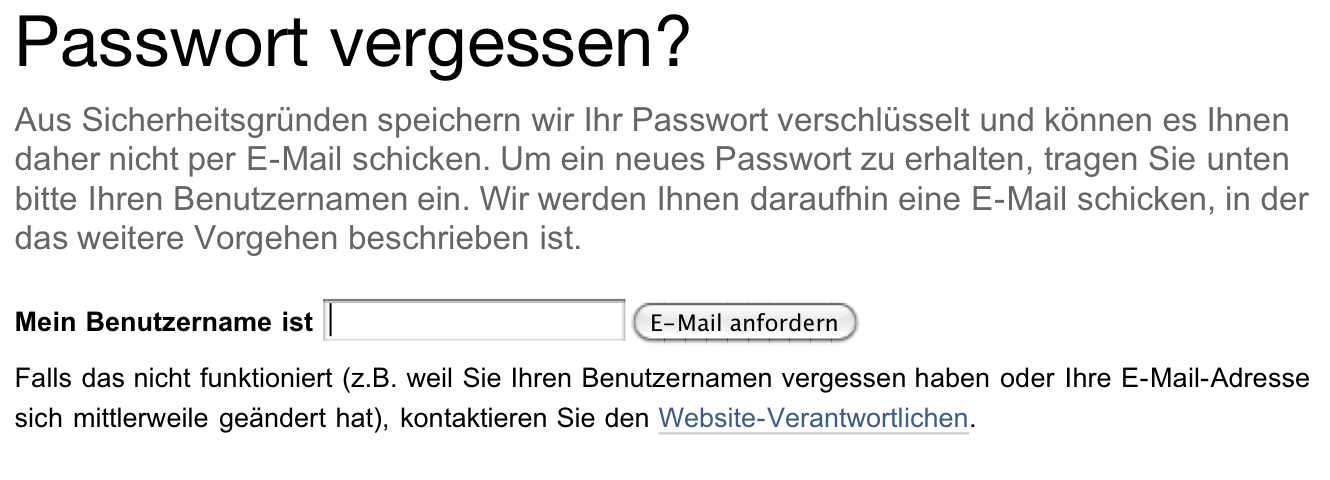 Passwort vergessen?
Aus Sicherheitsgründen speichern wir Ihr Passwort verschlüsselt und können es Ihnen
daher nicht per E-Mail schicken. Um ein neues Passwort zu erhalten, tragen Sie unten
bitte Ihren Benutzernamen ein. Wir werden Ihnen daraufhin eine E-Mail schicken, in der
das weitere Vorgehen beschrieben ist.
Mein Benutzername ist E-Mail anfordern
Falls das nicht funktioniert (z.B. weil Sie Ihren Benutzernamen vergessen haben oder Ihre E-Mail-Adresse
sich mittlerweile geändert hat), kontaktieren Sie den Website-Verantwortlichen.